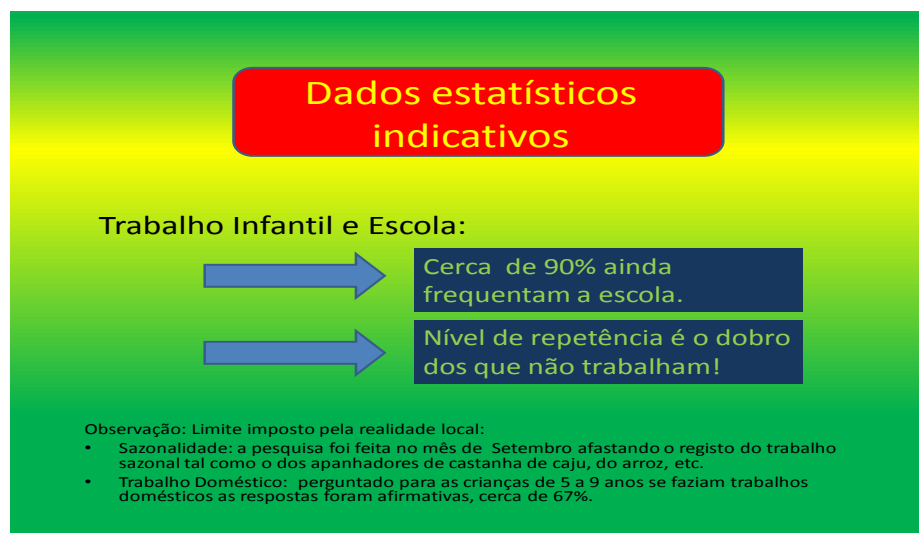 Dados estatísticos
indicativos
Trabalho Infantil e Escola:
Cerca de 90% ainda
frequentam a escola.
Nível de repetência é o dobro
dos que não trabalham!
Observação: Limite imposto pela realidade local:
• Sazonalidade: a pesquisa foi feita no mês de Setembro afastando o registo do trabalho
sazonal tal como o dos apanhadores de castanha de caju, do arroz, etc.
• Trabalho Doméstico: perguntado para as crianças de 5 a 9 anos se faziam trabalhos
domésticos as respostas foram afirmativas, cerca de 67%.